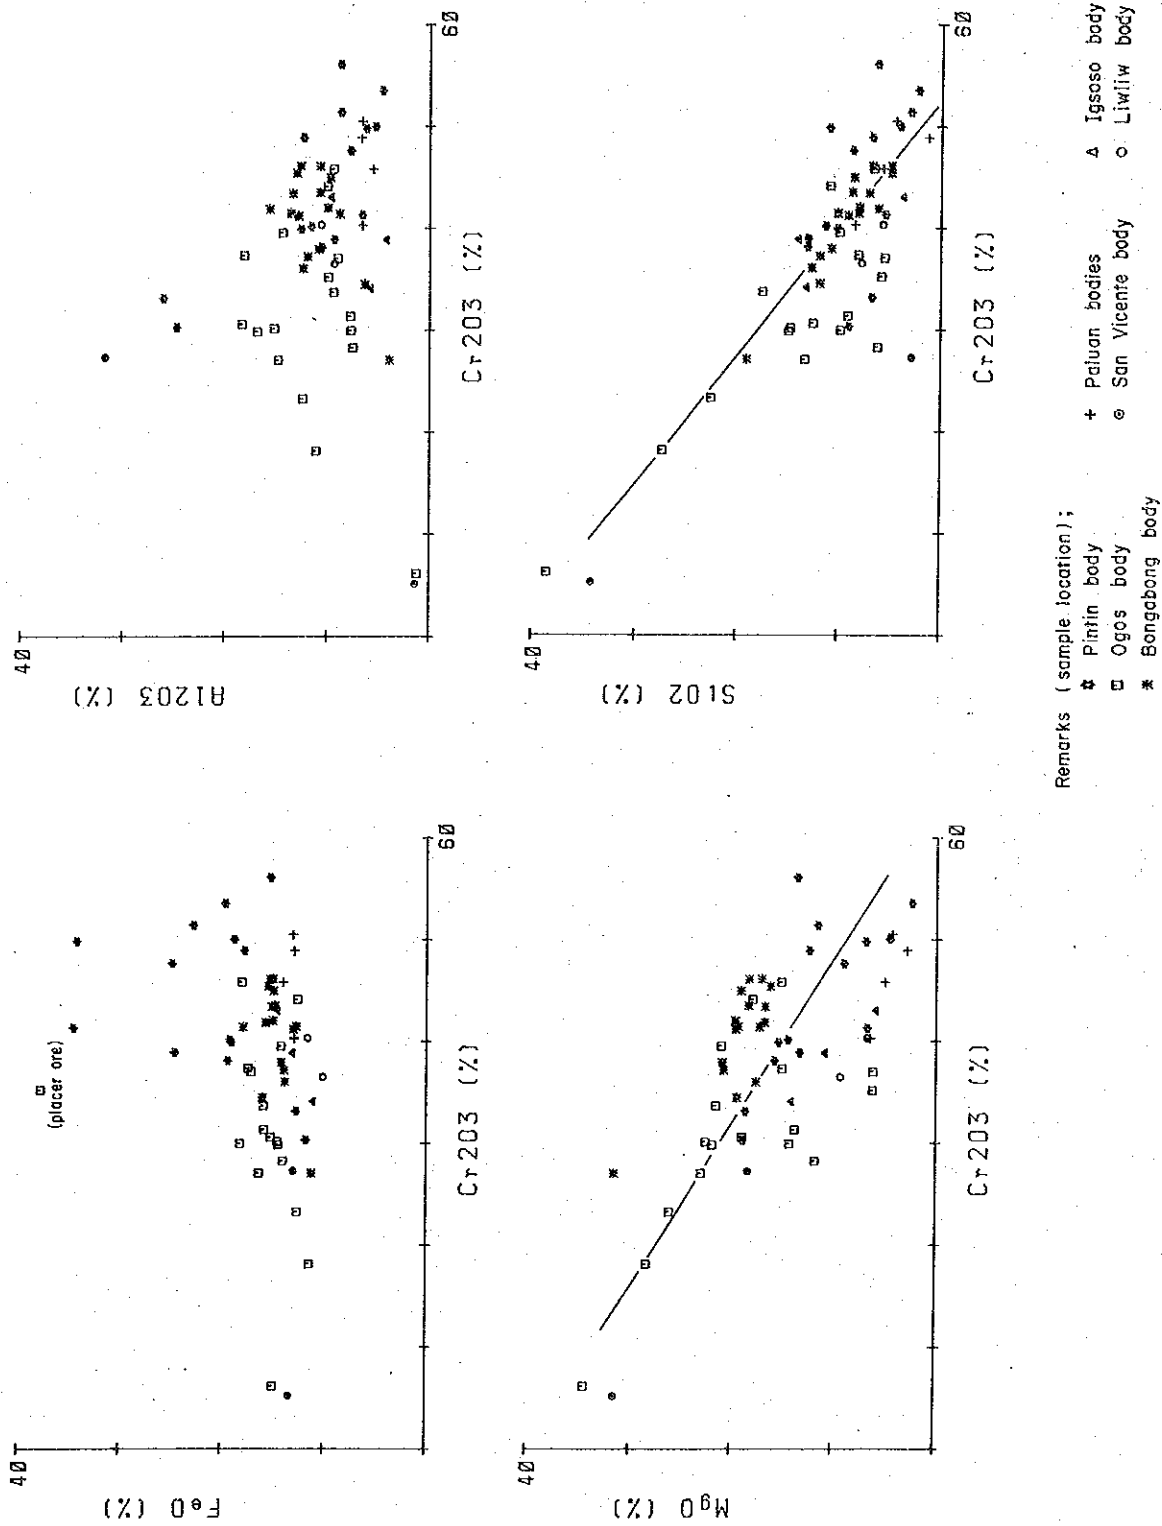 40
FeO (%)
(placer ore)
Cr2O3 (%)
60
40
Al2O3 (%)
Cr2O3 (%)
60
40
MgO (%)
Cr2O3 (%)
60
40
SiO2 (%)
Cr2O3 (%)
60
Remarks (sample location);
Pintin body
+ Paluan bodies
△ Igsoso body
□ Ogos body
⊙ San Vicente body
○ Liwliw body
* Bongabong body